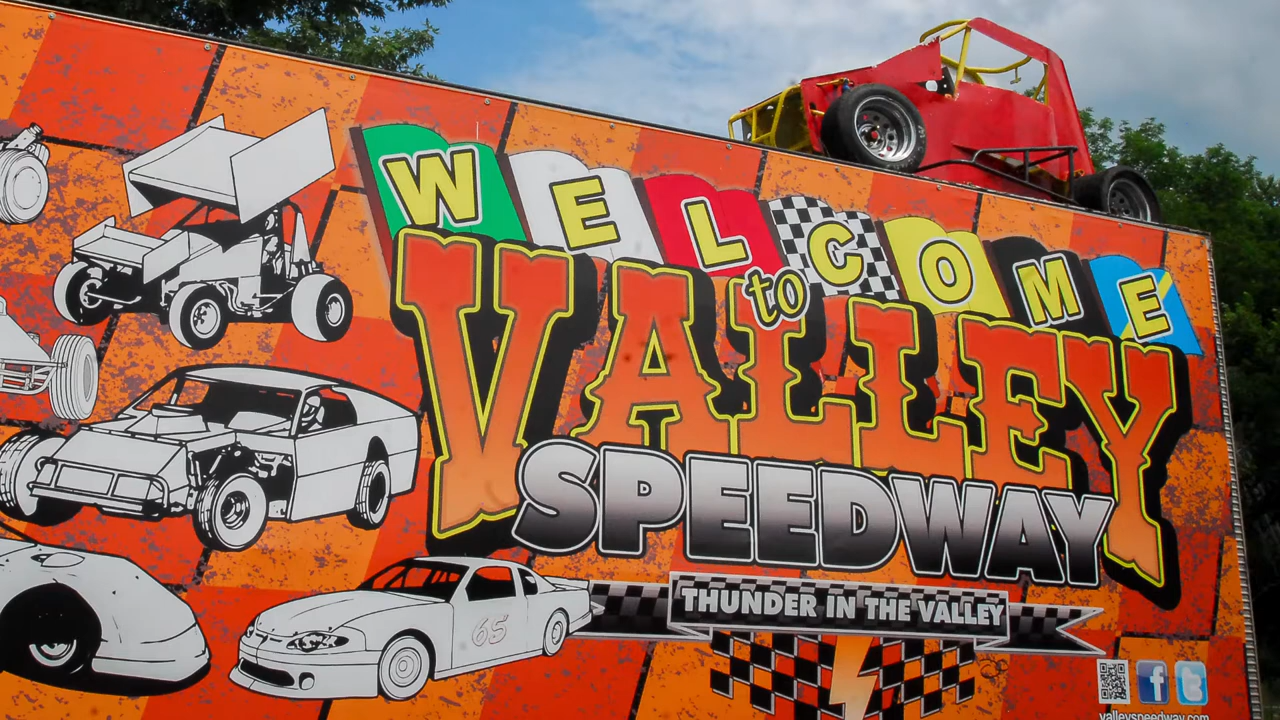 WELCOME
to
VALLEY
SPEEDWAY
THUNDER IN THE VALLEY
65
f t
valleyspeedway.com